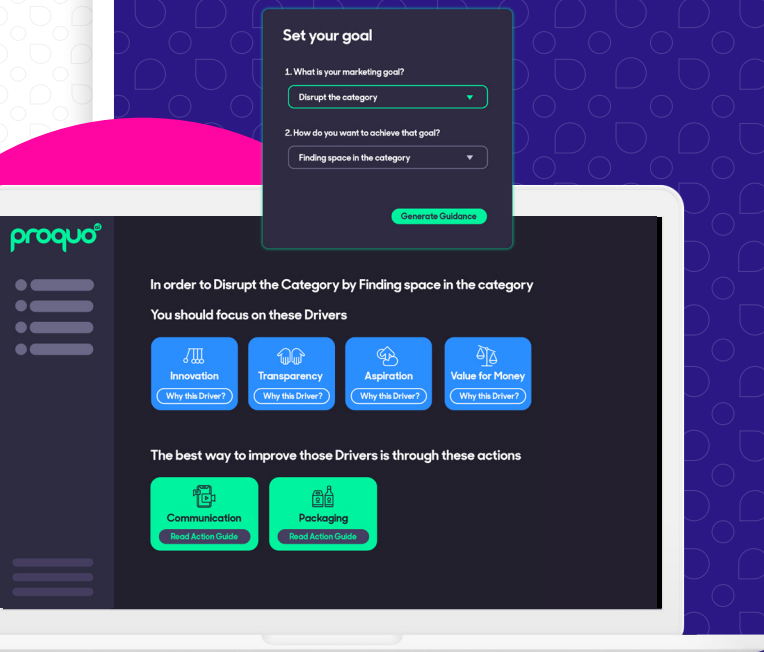 Set your goal
1. What is your marketing goal?
Disrupt the category
2. How do you want to achieve that goal?
Finding space in the category
Generate Guidance
proquo
In order to Disrupt the Category by Finding space in the category
You should focus on these Drivers
Innovation
Transparency
Aspiration
Value for Money
Why this Driver?
Why this Driver?
Why this Driver?
Why this Driver?
The best way to improve those Drivers is through these actions
Communication
Packaging
Read Action Guide
Read Action Guide